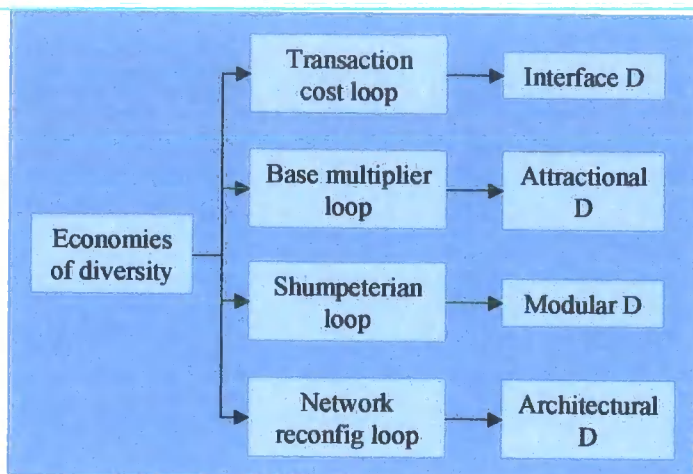 Transaction
cost loop
Interface D
Base multiplier
loop
Attractional
D
Economies
of diversity
Shumpeterian
loop
Modular D
Network
reconfig loop
Architectural
D